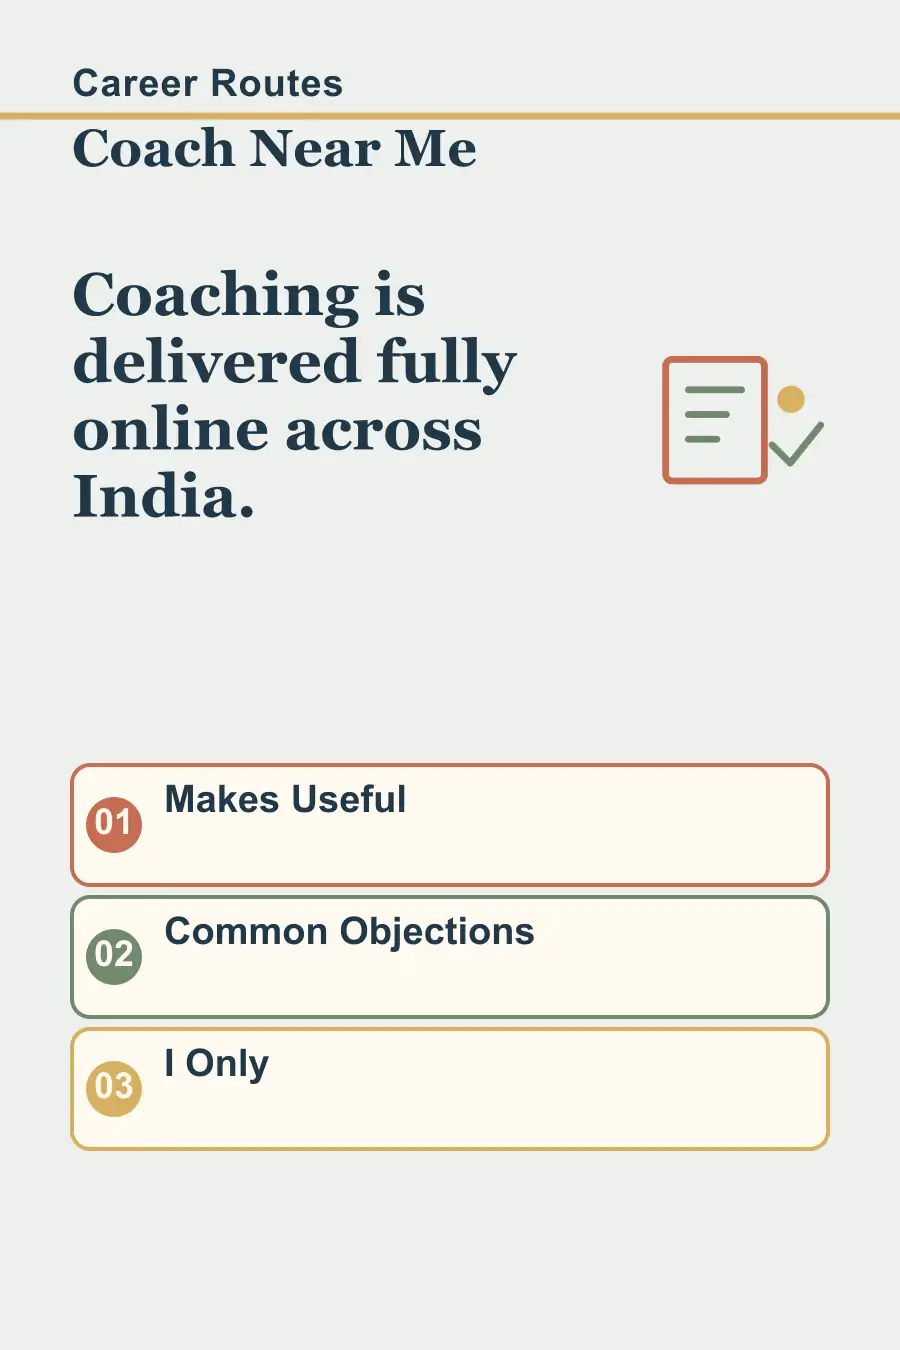 Career Routes
Coach Near Me
Coaching is
delivered fully
online across
India.
01
Makes Useful
02
Common Objections
03
I Only